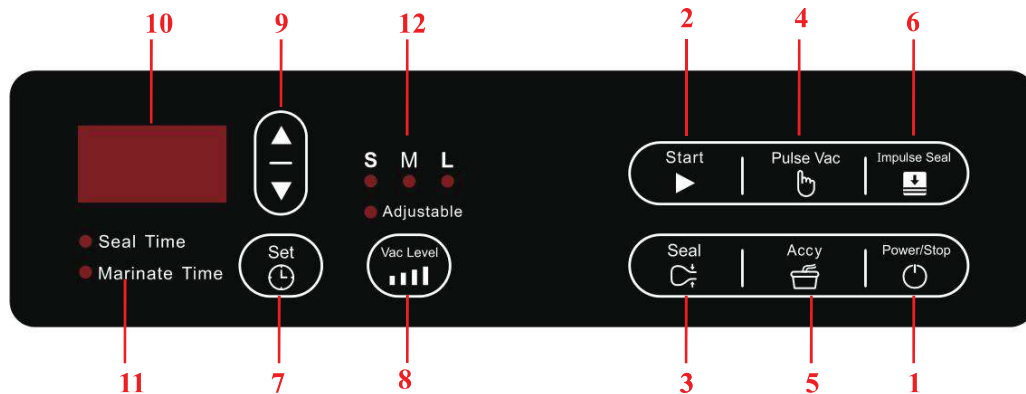 10 9 12 2 4 6
S M L
Adjustable
Seal Time
Marinate Time
Set
Vac Level
Start Pulse Vac Impulse Seal
Seal Accy Power/Stop
11 7 8 3 5 1